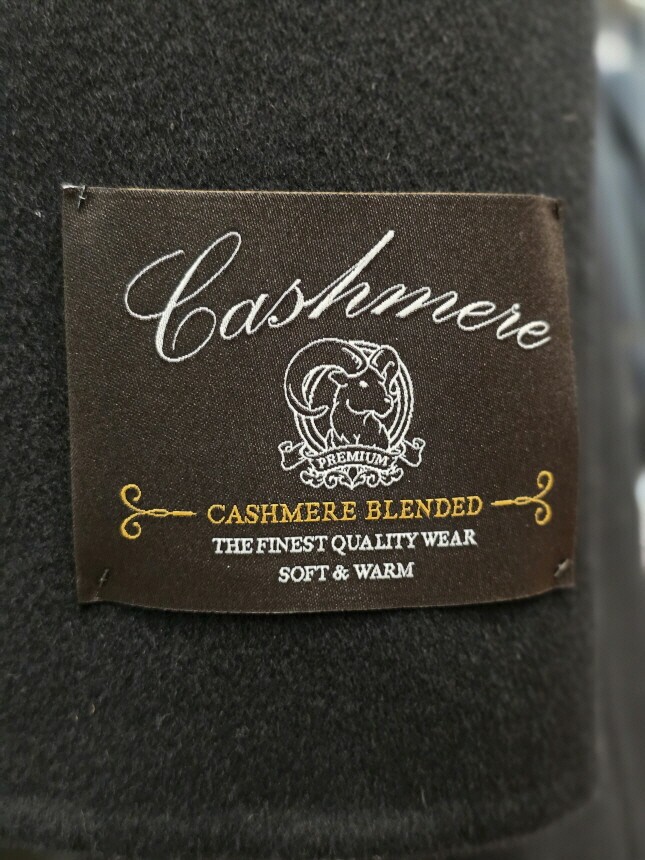 Cashmere
PREMIUM
CASHMERE BLENDED
THE FINEST QUALITY WEAR
SOFT & WARM